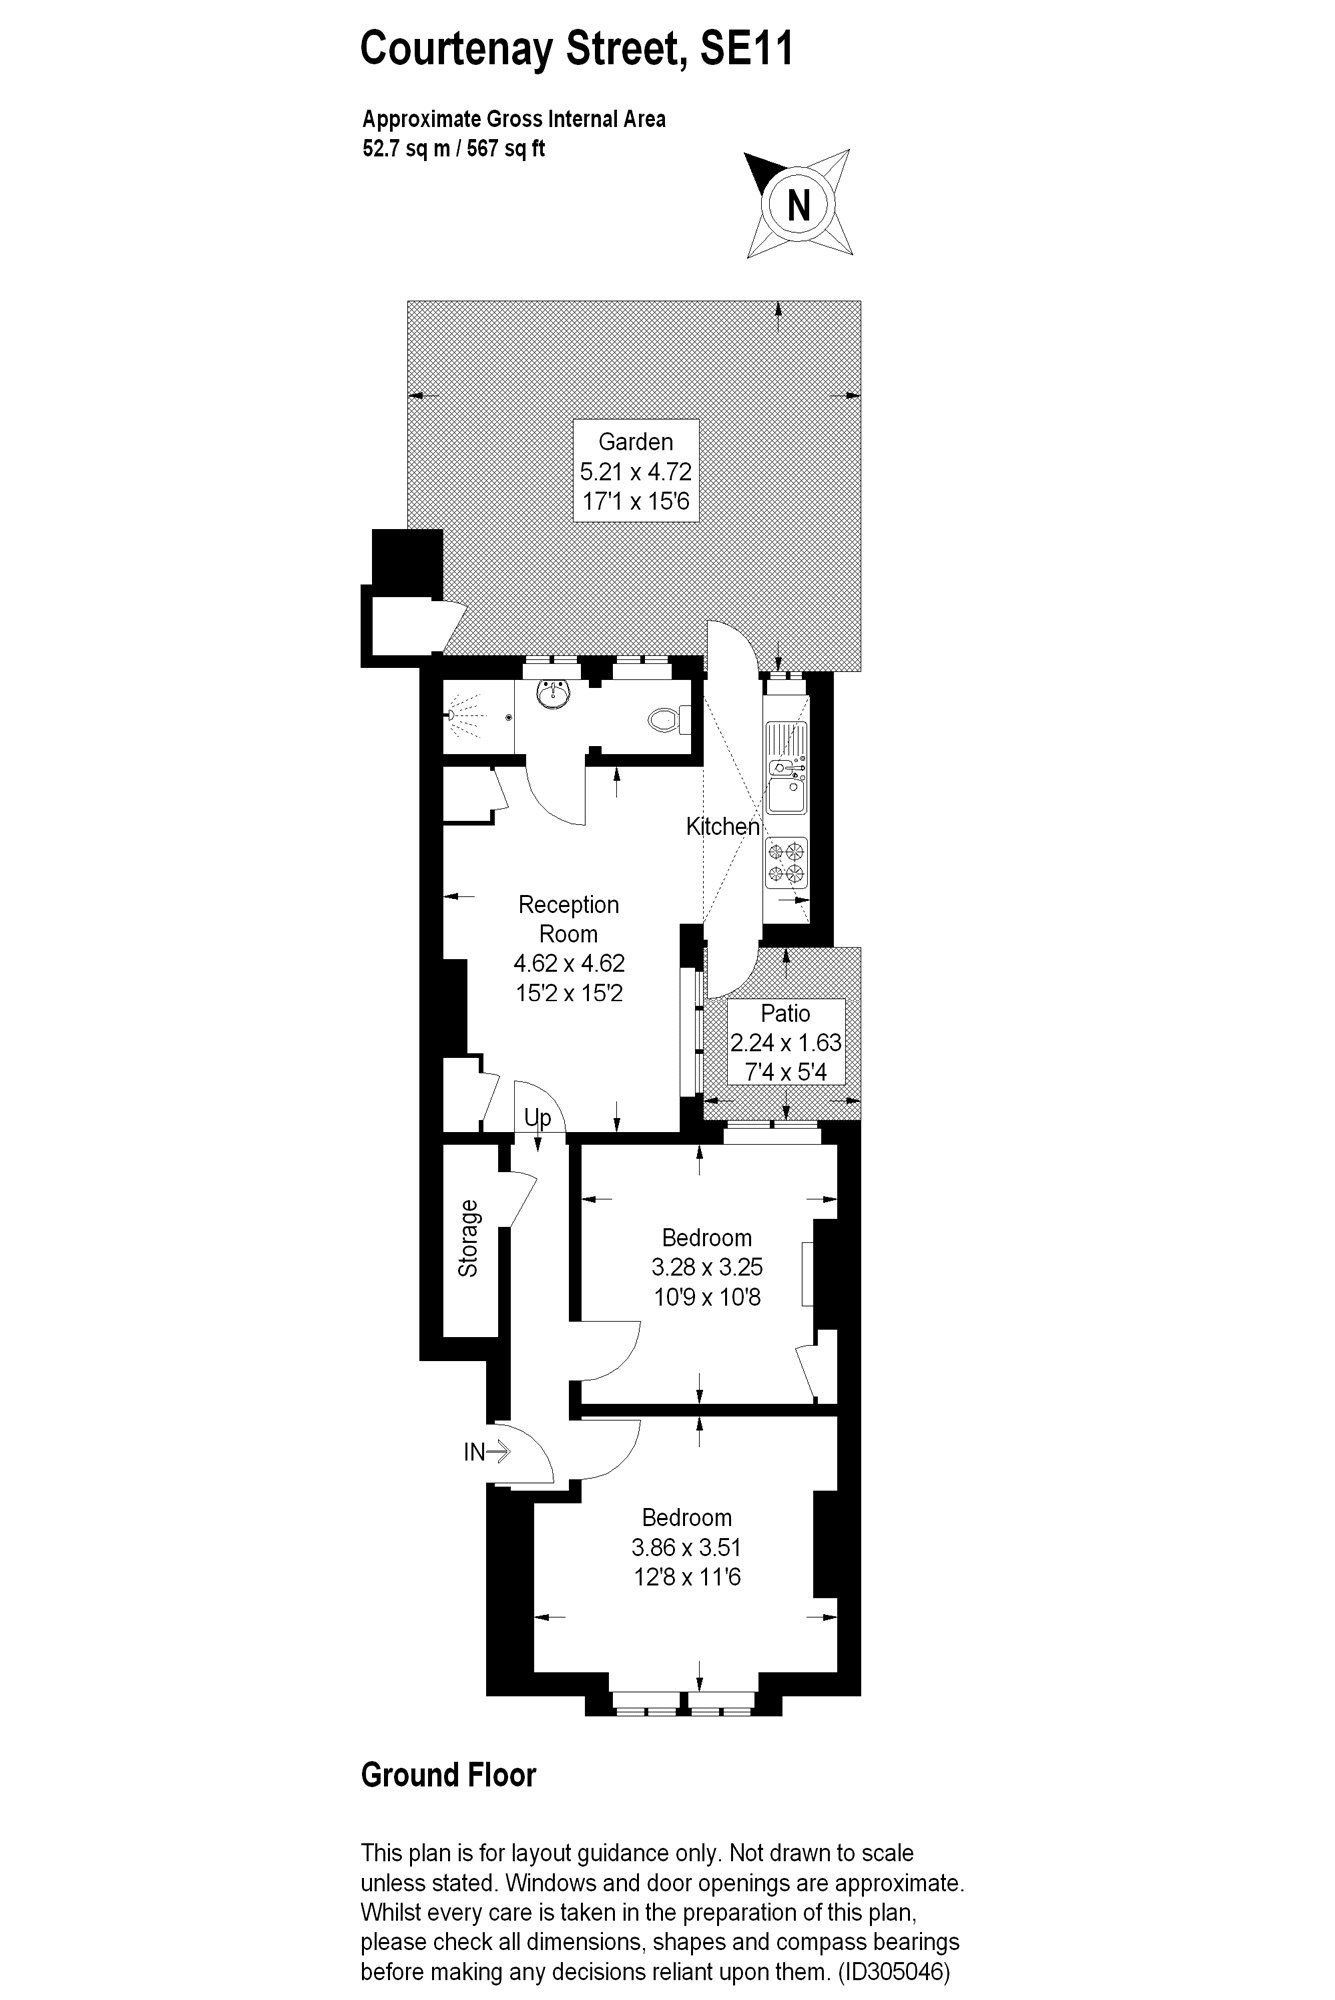 Courtenay Street, SE11
Approximate Gross Internal Area
52.7 sq m / 567 sq ft
N
Garden
5.21 x 4.72
17'1 x 15'6
Kitchen
Reception
Room
4.62 x 4.62
15'2 x 15'2
Patio
2.24 x 1.63
7'4 x 5'4
Up
Storage
Bedroom
3.28 x 3.25
10'9 x 10'8
IN
Bedroom
3.86 x 3.51
12'8 x 11'6
Ground Floor
This plan is for layout guidance only. Not drawn to scale
unless stated. Windows and door openings are approximate.
Whilst every care is taken in the preparation of this plan,
please check all dimensions, shapes and compass bearings
before making any decisions reliant upon them. (ID305046)